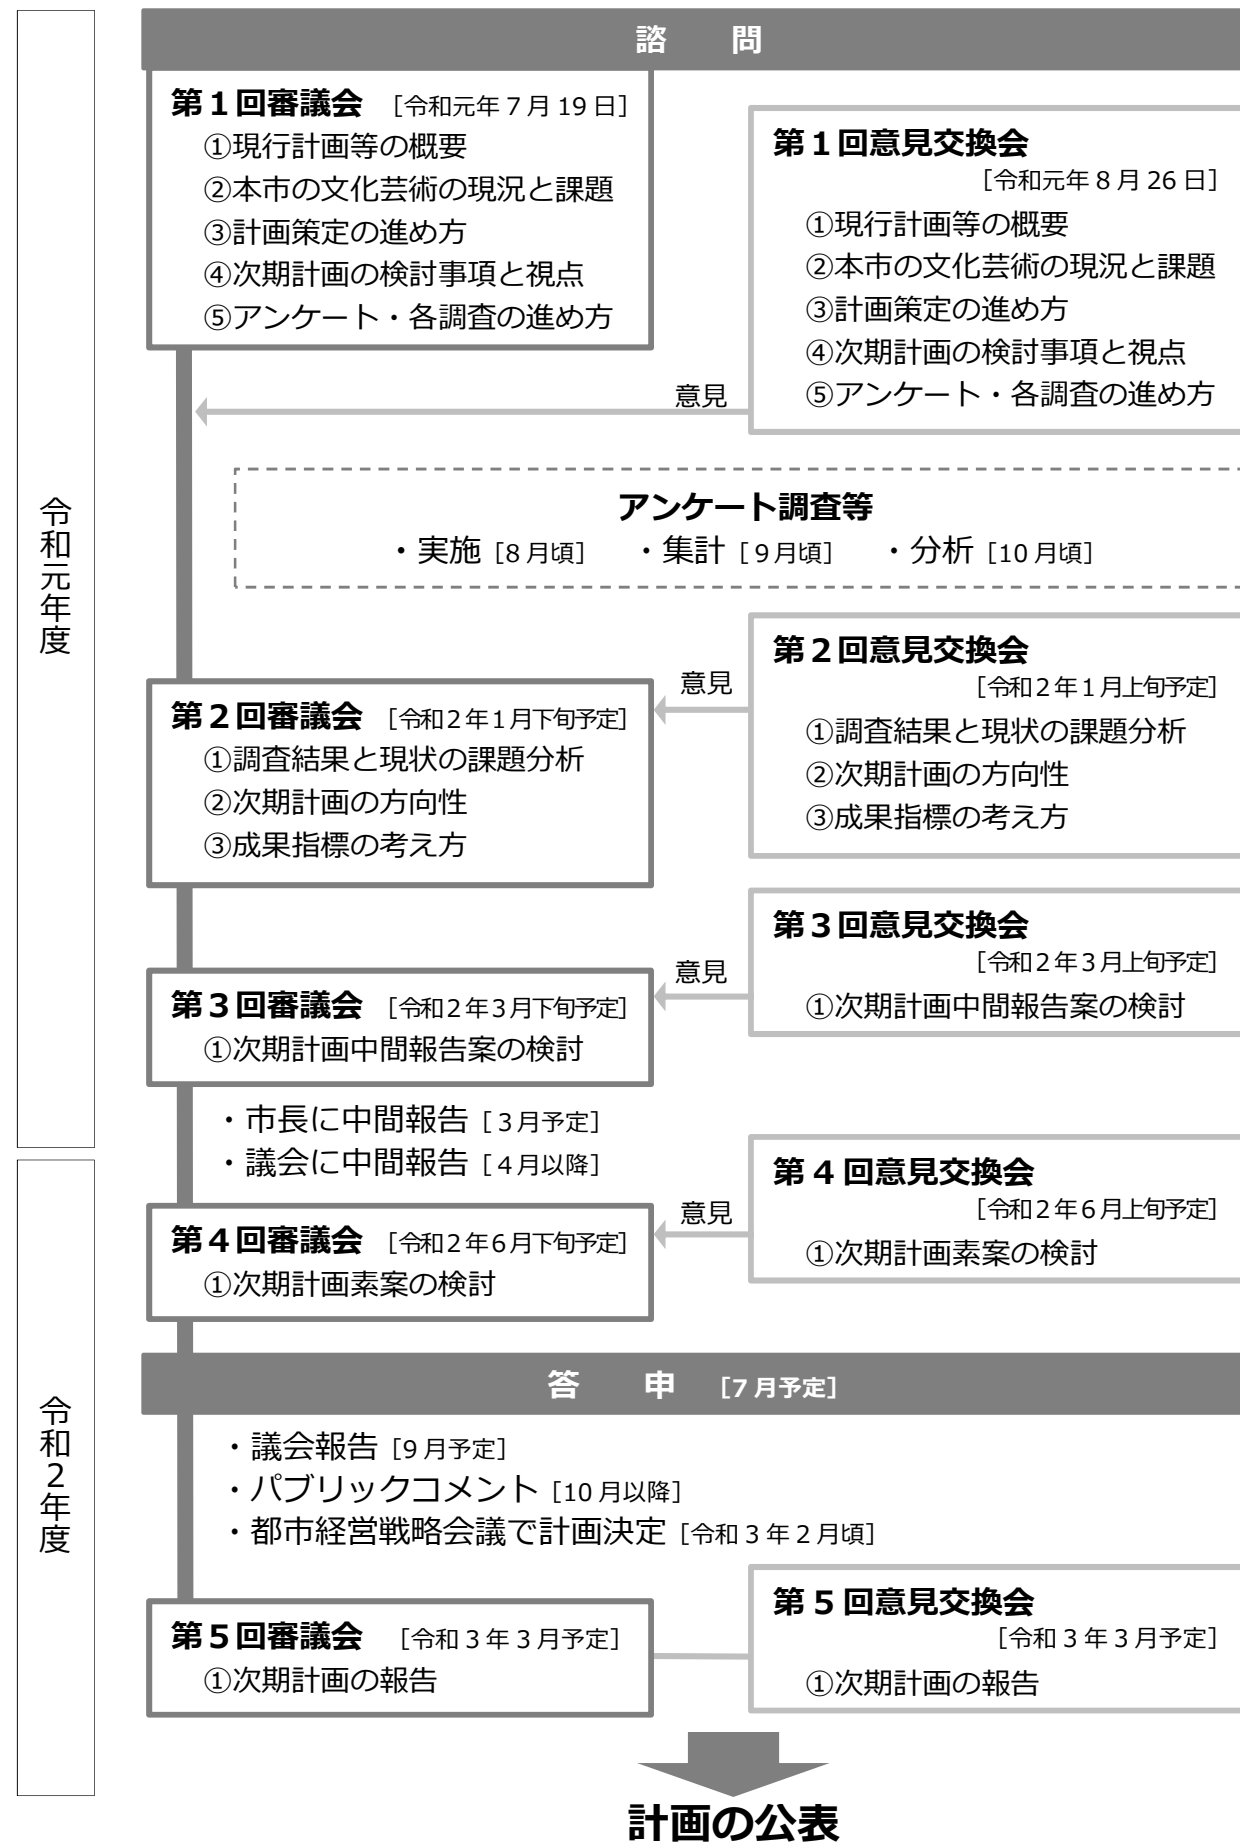 諮　問
令和元年度
第１回審議会 ［令和元年７月19日］
①現行計画等の概要
②本市の文化芸術の現況と課題
③計画策定の進め方
④次期計画の検討事項と視点
⑤アンケート・各調査の進め方
第１回意見交換会
［令和元年８月26日］
①現行計画等の概要
②本市の文化芸術の現況と課題
③計画策定の進め方
④次期計画の検討事項と視点
⑤アンケート・各調査の進め方
意見
アンケート調査等
・実施［8月頃］ ・集計［９月頃］ ・分析［10月頃］
第２回意見交換会
［令和２年１月上旬予定］
①調査結果と現状の課題分析
②次期計画の方向性
③成果指標の考え方
意見
第２回審議会 ［令和２年１月下旬予定］
①調査結果と現状の課題分析
②次期計画の方向性
③成果指標の考え方
第３回意見交換会
［令和２年３月上旬予定］
①次期計画中間報告案の検討
意見
第３回審議会 ［令和２年３月下旬予定］
①次期計画中間報告案の検討
・市長に中間報告［３月予定］
・議会に中間報告［４月以降］
令和２年度
第４回意見交換会
［令和２年６月上旬予定］
①次期計画素案の検討
意見
第４回審議会 ［令和２年６月下旬予定］
①次期計画素案の検討
答　申 ［7月予定］
・議会報告［9月予定］
・パブリックコメント［10月以降］
・都市経営戦略会議で計画決定［令和３年２月頃］
第５回意見交換会
［令和３年３月予定］
①次期計画の報告
第５回審議会 ［令和３年３月予定］
①次期計画の報告
計画の公表